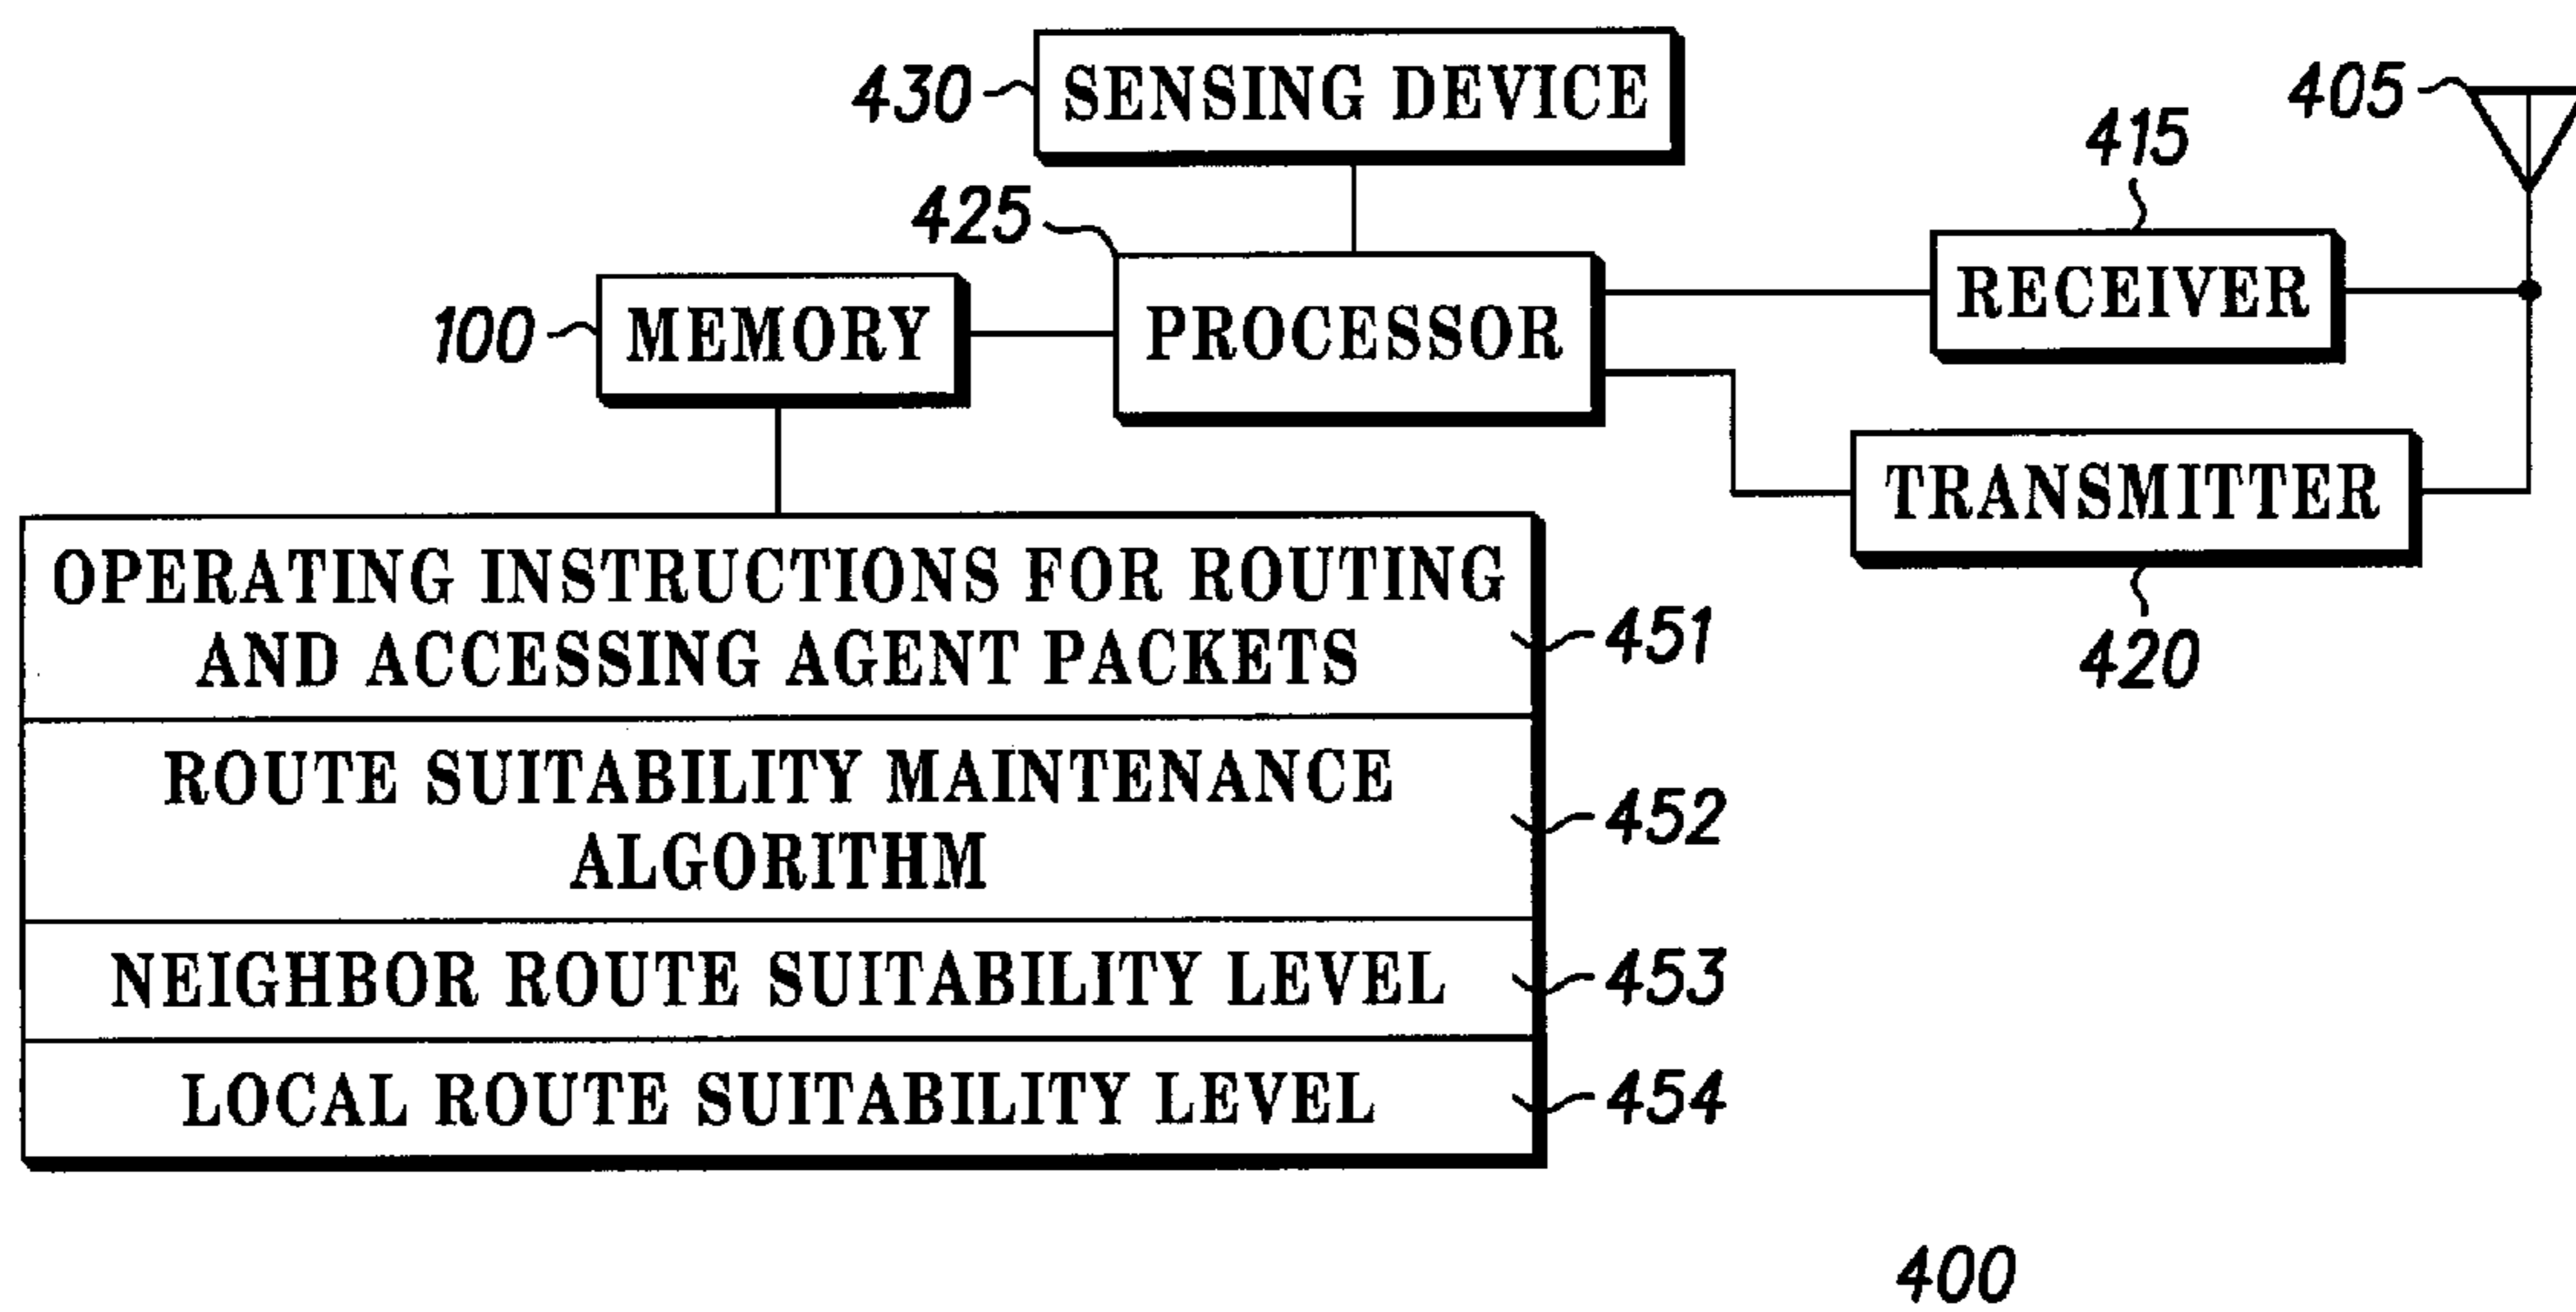 430
SENSING DEVICE
405
415
425
RECEIVER
100
MEMORY
PROCESSOR
TRANSMITTER
420
OPERATING INSTRUCTIONS FOR ROUTING
AND ACCESSING AGENT PACKETS
451
ROUTE SUITABILITY MAINTENANCE
ALGORITHM
452
NEIGHBOR ROUTE SUITABILITY LEVEL
453
LOCAL ROUTE SUITABILITY LEVEL
454
400